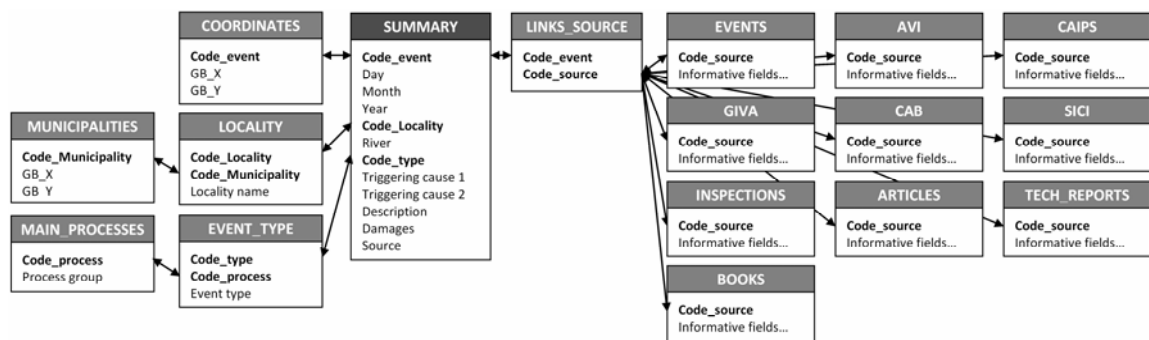 COORDINATES
Code_event
GB_X
GB_Y
SUMMARY
Code_event
Day
Month
Year
Code_Locality
River
Code_type
Triggering cause 1
Triggering cause 2
Description
Damages
Source
LINKS_SOURCE
Code_event
Code_source
EVENTS
Code_source
Informative fields...
AVI
Code_source
Informative fields...
CAIPS
Code_source
Informative fields...
MUNICIPALITIES
Code_Municipality
GB_X
GB_Y
LOCALITY
Code_Locality
Code_Municipality
Locality name
GIVA
Code_source
Informative fields...
CAB
Code_source
Informative fields...
SICI
Code_source
Informative fields...
MAIN_PROCESSES
Code_process
Process group
EVENT_TYPE
Code_type
Code_process
Event type
INSPECTIONS
Code_source
Informative fields...
ARTICLES
Code_source
Informative fields...
TECH_REPORTS
Code_source
Informative fields...
BOOKS
Code_source
Informative fields...